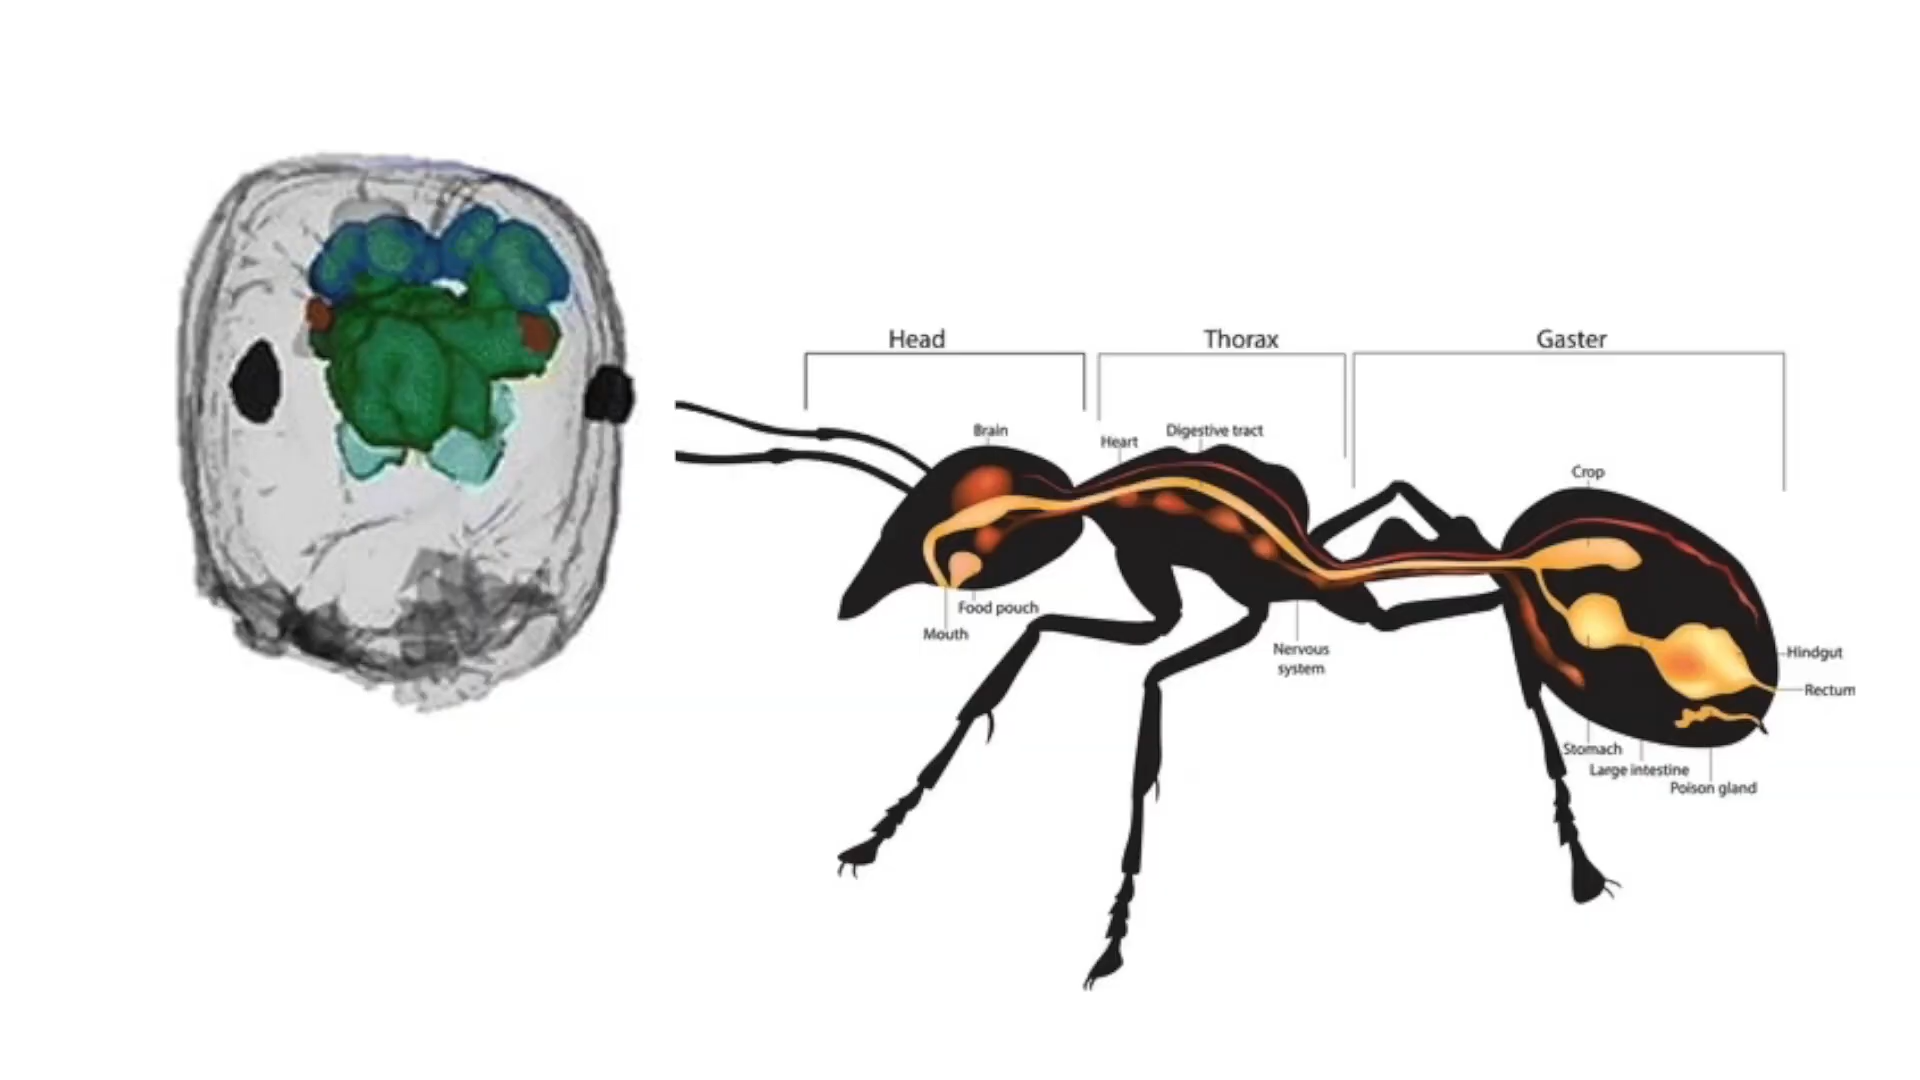 Head
Thorax
Gaster
Brain
Heart
Digestive tract
Crop
Food pouch
Mouth
Nervous
system
Hindgut
Rectum
Stomach
Large intestine
Poison gland